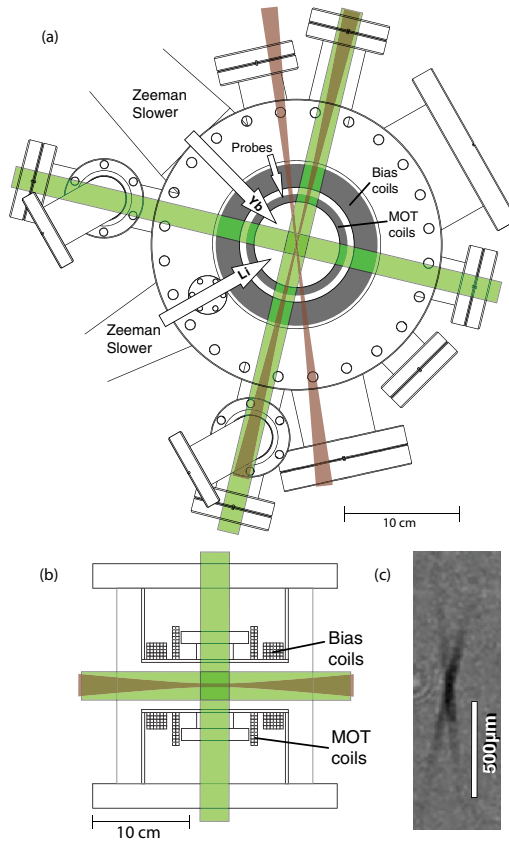 (a)
Zeeman
Slower
Probes
Yb
Bias
coils
MOT
coils
Li
Zeeman
Slower
10 cm
(b)
(c)
Bias
coils
MOT
coils
10 cm
500µm